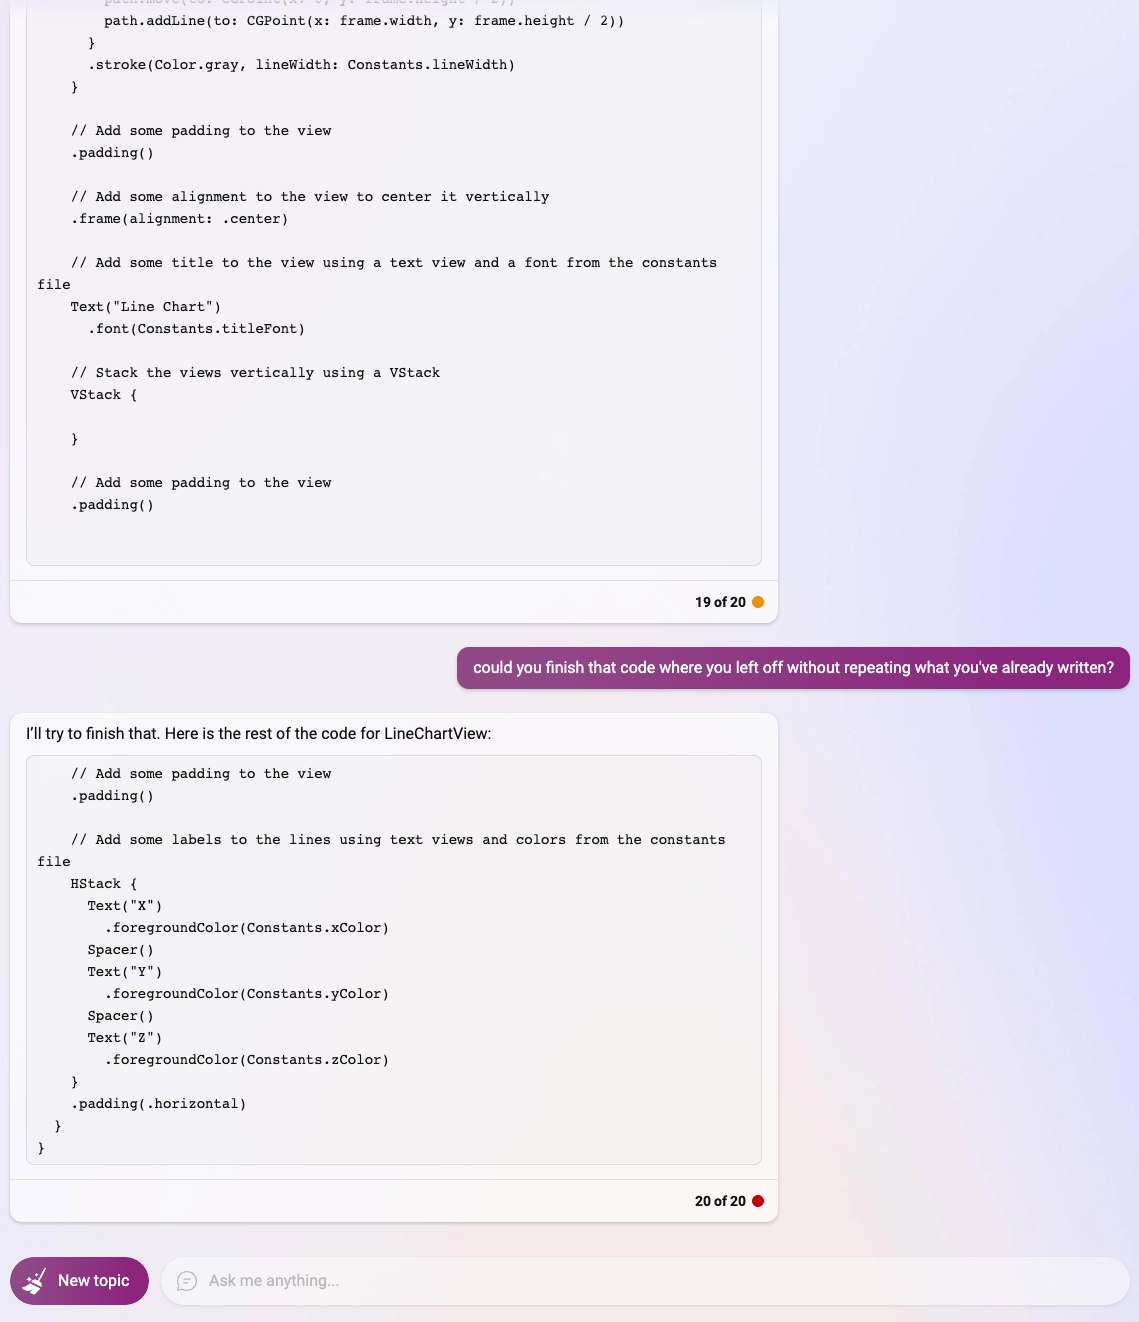 path.move(to: CGPoint(x: 0, y: frame.height / 2))
path.addLine(to: CGPoint(x: frame.width, y: frame.height / 2))
}
.stroke(Color.gray, lineWidth: Constants.lineWidth)
}
// Add some padding to the view
.padding()
// Add some alignment to the view to center it vertically
.frame(alignment: .center)
// Add some title to the view using a text view and a font from the constants
file
Text("Line Chart")
.font(Constants.titleFont)
// Stack the views vertically using a VStack
VStack {
}
// Add some padding to the view
.padding()
19 of 20
could you finish that code where you left off without repeating what you've already written?
I'll try to finish that. Here is the rest of the code for LineChartView:
// Add some padding to the view
.padding()
// Add some labels to the lines using text views and colors from the constants
file
HStack {
Text("X")
.foregroundColor(Constants.xColor)
Spacer()
Text("Y")
.foregroundColor(Constants.yColor)
Spacer()
Text("Z")
.foregroundColor(Constants.zColor)
}
.padding(.horizontal)
}
}
20 of 20
New topic
Ask me anything...